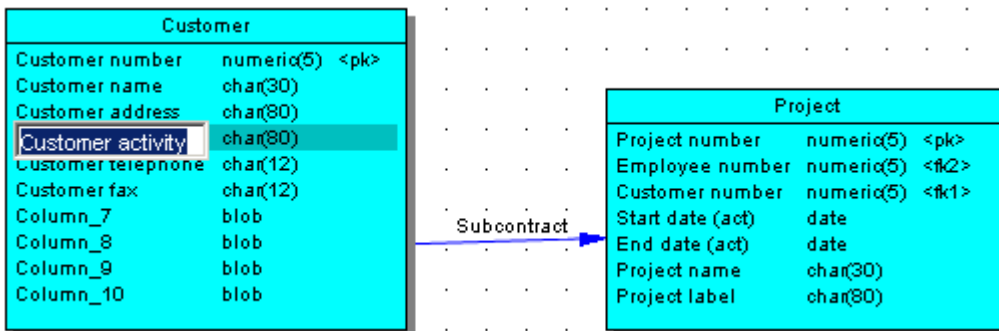 Customer
Customer number numeric(5) <pk>
Customer name char(30)
Customer address char(80)
Customer activity char(80)
Customer telephone char(12)
Customer fax char(12)
Column_7 blob
Column_8 blob
Column_9 blob
Column_10 blob
Subcontract
Project
Project number numeric(5) <pk>
Employee number numeric(5) <fk2>
Customer number numeric(5) <fk1>
Start date (act) date
End date (act) date
Project name char(30)
Project label char(80)